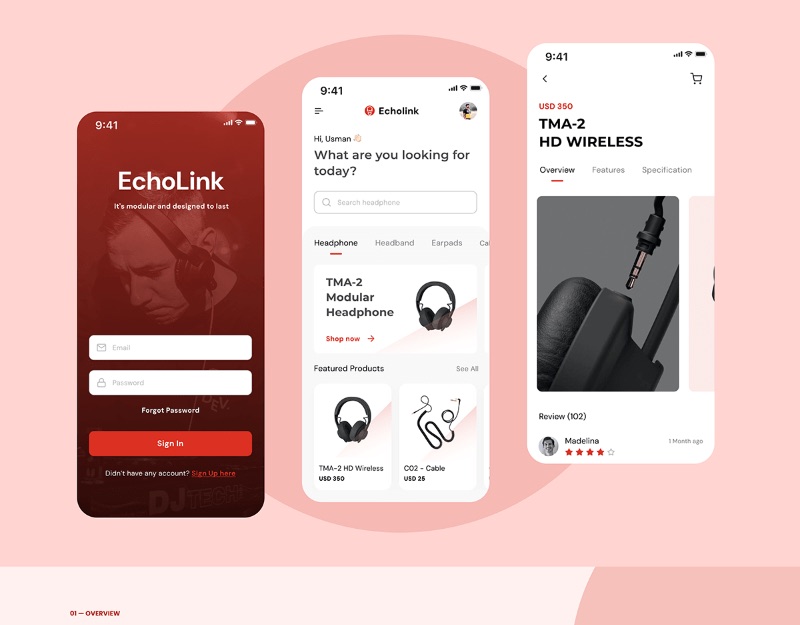 9:41
EchoLink
it's modular and designed to last
Email
Password
Forgot Password
Sign In
Didn't have any account? Sign Up here
DJTECH
9:41
Echolink
Hi, Usman 👋🏻
What are you looking for
today?
Search headphone
Headphone Headband Earpads
TMA-2
Modular
Headphone
Shop now →
Featured Products See All
TMA-2 HD Wireless
USD 350
CO2 - Cable
USD 25
9:41
USD 350
TMA-2
HD WIRELESS
Overview Features Specification
Review (102)
Madelina
1 Month ago
01 — OVERVIEW